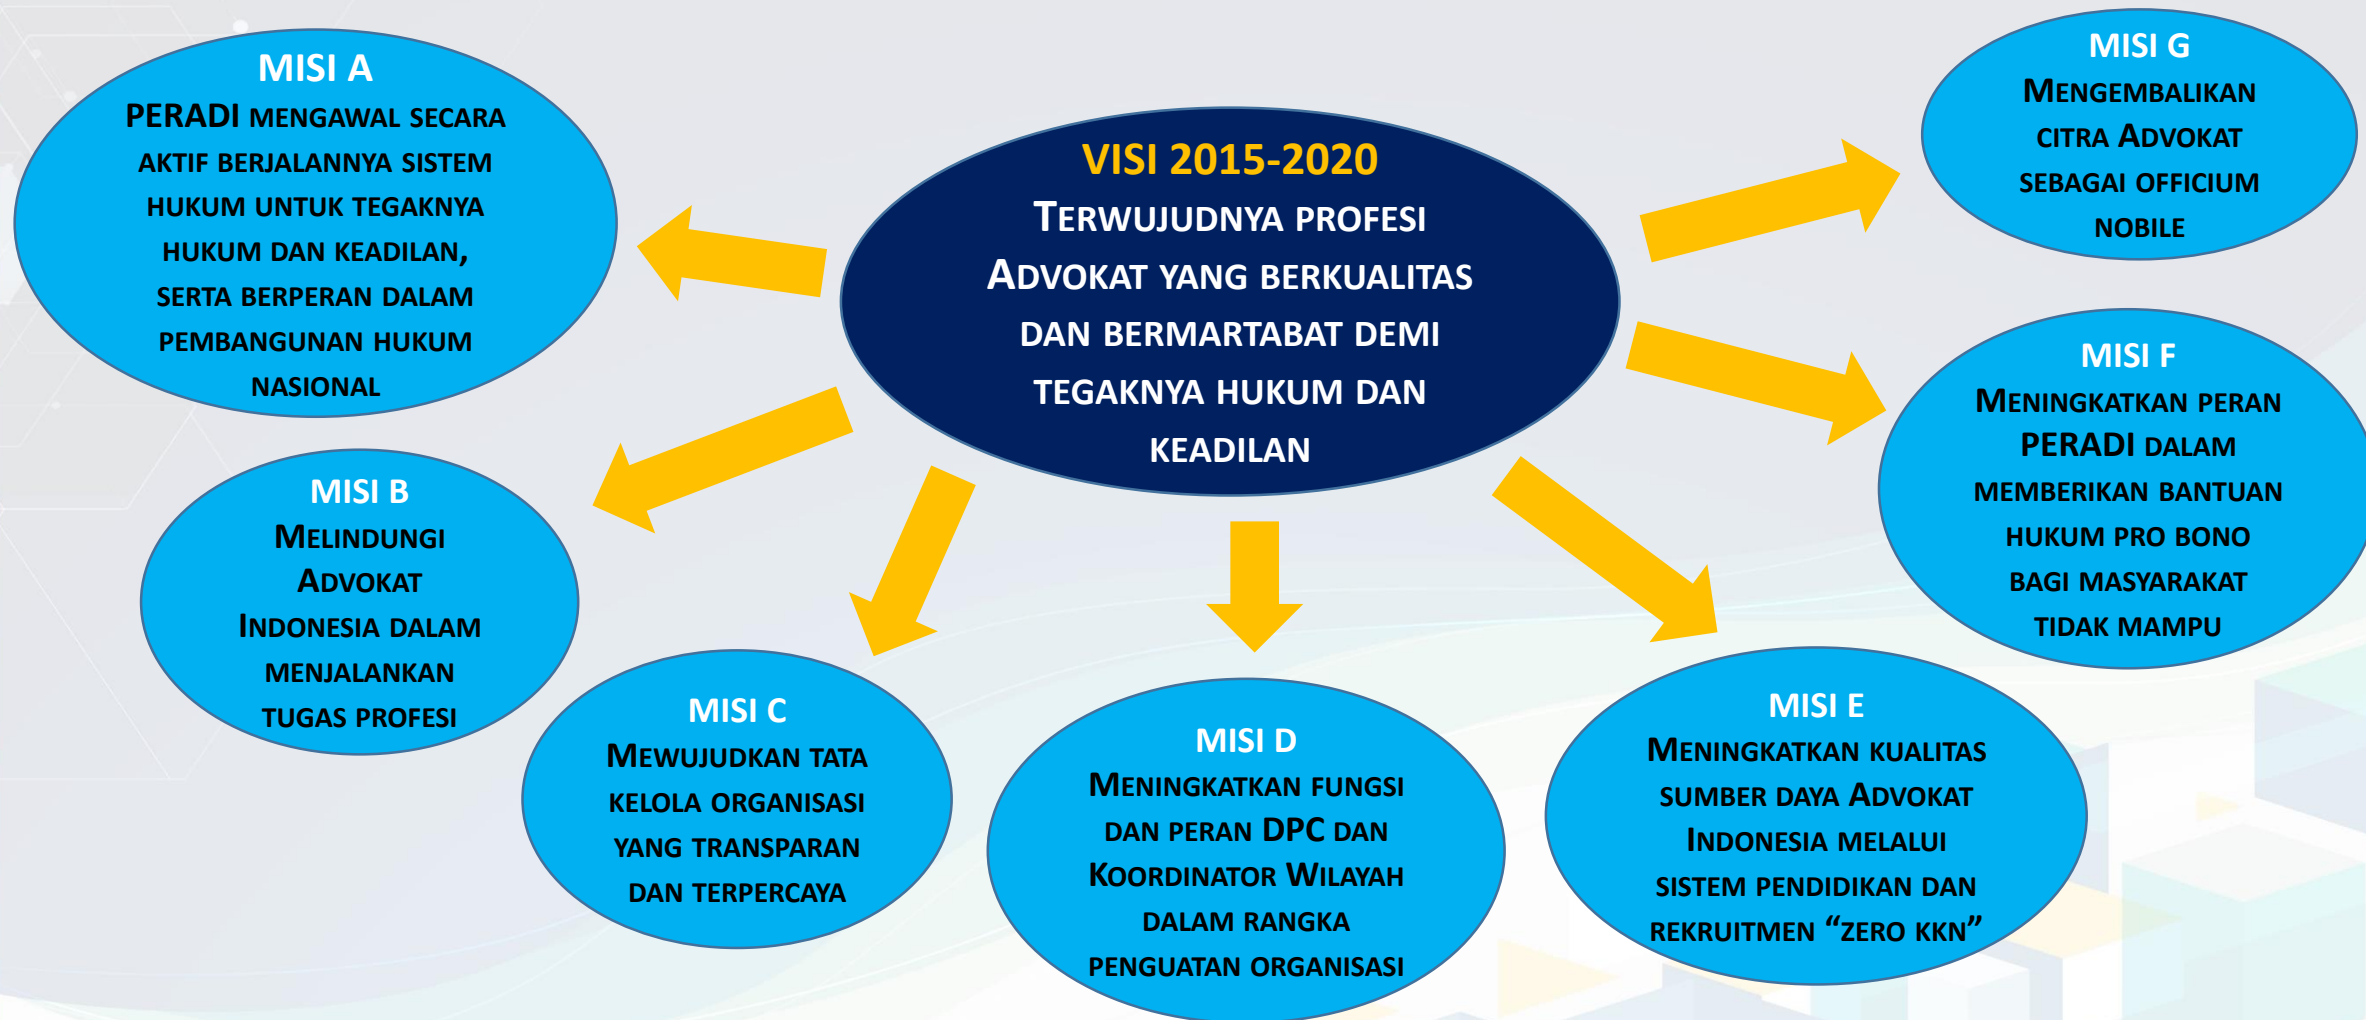 VISI 2015-2020
TERWUJUDNYA PROFESI
ADVOKAT YANG BERKUALITAS
DAN BERMARTABAT DEMI
TEGAKNYA HUKUM DAN
KEADILAN
MISI A
PERADI MENGAWAL SECARA
AKTIF BERJALANNYA SISTEM
HUKUM UNTUK TEGAKNYA
HUKUM DAN KEADILAN,
SERTA BERPERAN DALAM
PEMBANGUNAN HUKUM
NASIONAL
MISI B
MELINDUNGI
ADVOKAT
INDONESIA DALAM
MENJALANKAN
TUGAS PROFESI
MISI C
MEWUJUDKAN TATA
KELOLA ORGANISASI
YANG TRANSPARAN
DAN TERPERCAYA
MISI D
MENINGKATKAN FUNGSI
DAN PERAN DPC DAN
KOORDINATOR WILAYAH
DALAM RANGKA
PENGUATAN ORGANISASI
MISI E
MENINGKATKAN KUALITAS
SUMBER DAYA ADVOKAT
INDONESIA MELALUI
SISTEM PENDIDIKAN DAN
REKRUITMEN “ZERO KKN”
MISI F
MENINGKATKAN PERAN
PERADI DALAM
MEMBERIKAN BANTUAN
HUKUM PRO BONO
BAGI MASYARAKAT
TIDAK MAMPU
MISI G
MENGEMBALIKAN
CITRA ADVOKAT
SEBAGAI OFFICIUM
NOBILE